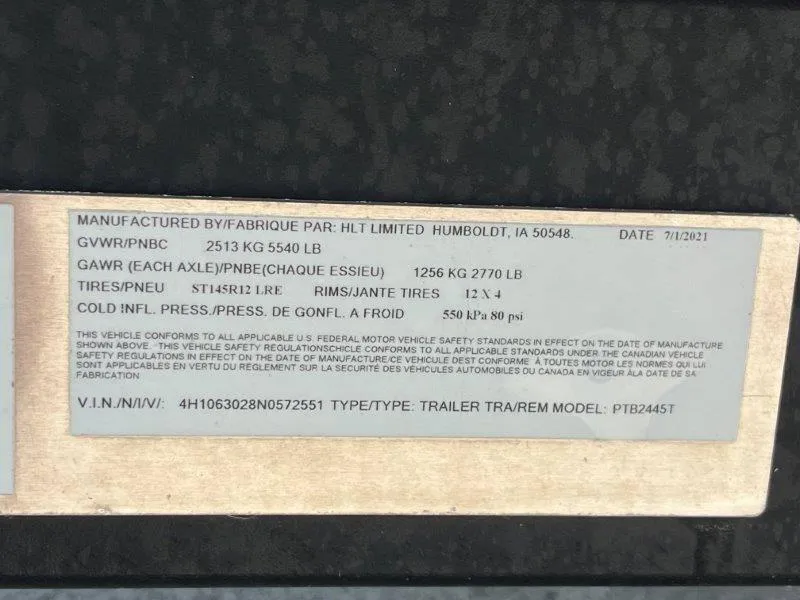 MANUFACTURED BY/FABRIQUE PAR: HLT LIMITED HUMBOLDT, IA 50548. DATE 7/1/2021
GVWR/PNBC 2513 KG 5540 LB
GAWR (EACH AXLE)/PNBE(CHAQUE ESSIEU) 1256 KG 2770 LB
TIRES/PNEU ST145R12 LRE RIMS/JANTE TIRES 12 X 4
COLD INFL. PRESS./PRESS. DE GONFL. A FROID 550 kPa 80 psi
THIS VEHICLE CONFORMS TO ALL APPLICABLE U.S. FEDERAL MOTOR VEHICLE SAFETY STANDARDS IN EFFECT ON THE DATE OF MANUFACTURE
SHOWN ABOVE. THIS VEHICLE SAFETY REGULATIONSCHICLE CONFORMS TO ALL APPLICABLE STANDARDS UNDER THE CANADIAN VEHICLE
SAFETY REGULATIONS IN EFFECT ON THE DATE OF MANUFACTURE/CE VEHICULE DEST CONFORME À TOUTES MOTOR LES NORMES QUI LUI
SONT APPLICABLES EN VERTU DU REGLEMENT SUR LA SECURITÉ DES VÉHICULES AUTOMOBILES DU CANADA EN VIGEUR ÀLA DATE DE SA
FABRICATION
V.I.N./N/I/V/: 4H1063028N0572551 TYPE/TYPE: TRAILER TRA/REM MODEL: PTB2445T